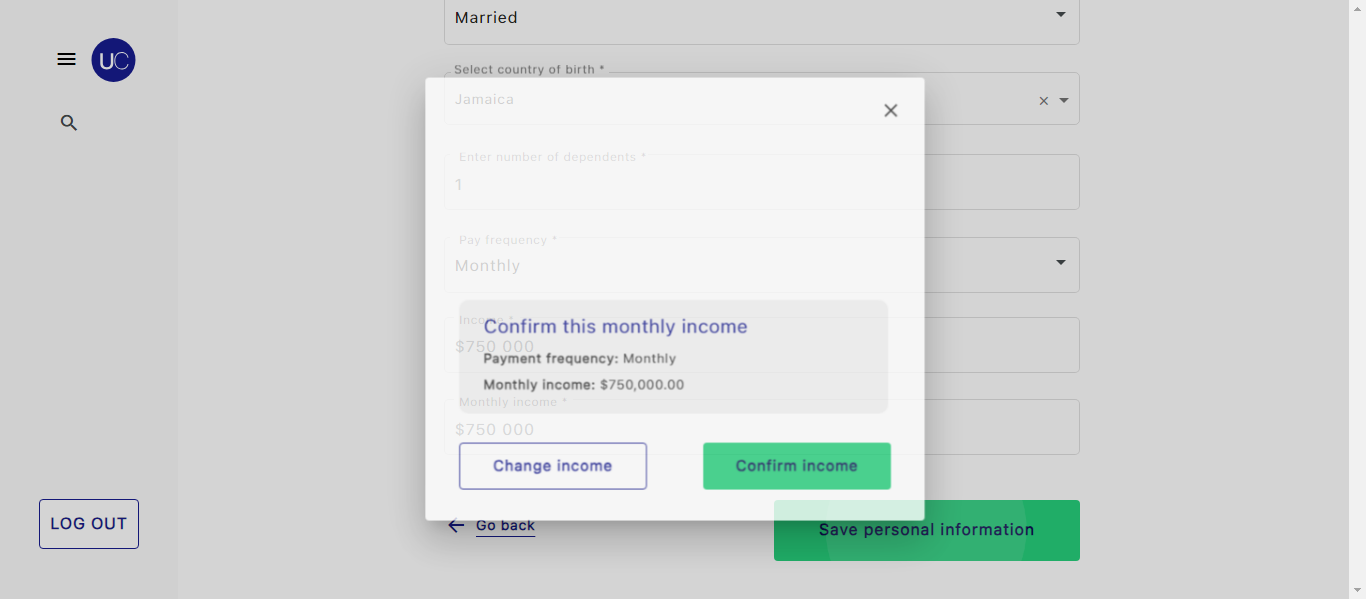 Married
UC
Select country of birth *
Jamaica
Enter number of dependents *
1
Pay frequency *
Monthly
Income *
Confirm this monthly income
$750 000
Payment frequency: Monthly
Monthly income: $750,000.00
Monthly income *
$750 000
Change income
Confirm income
LOG OUT
Go back
Save personal information